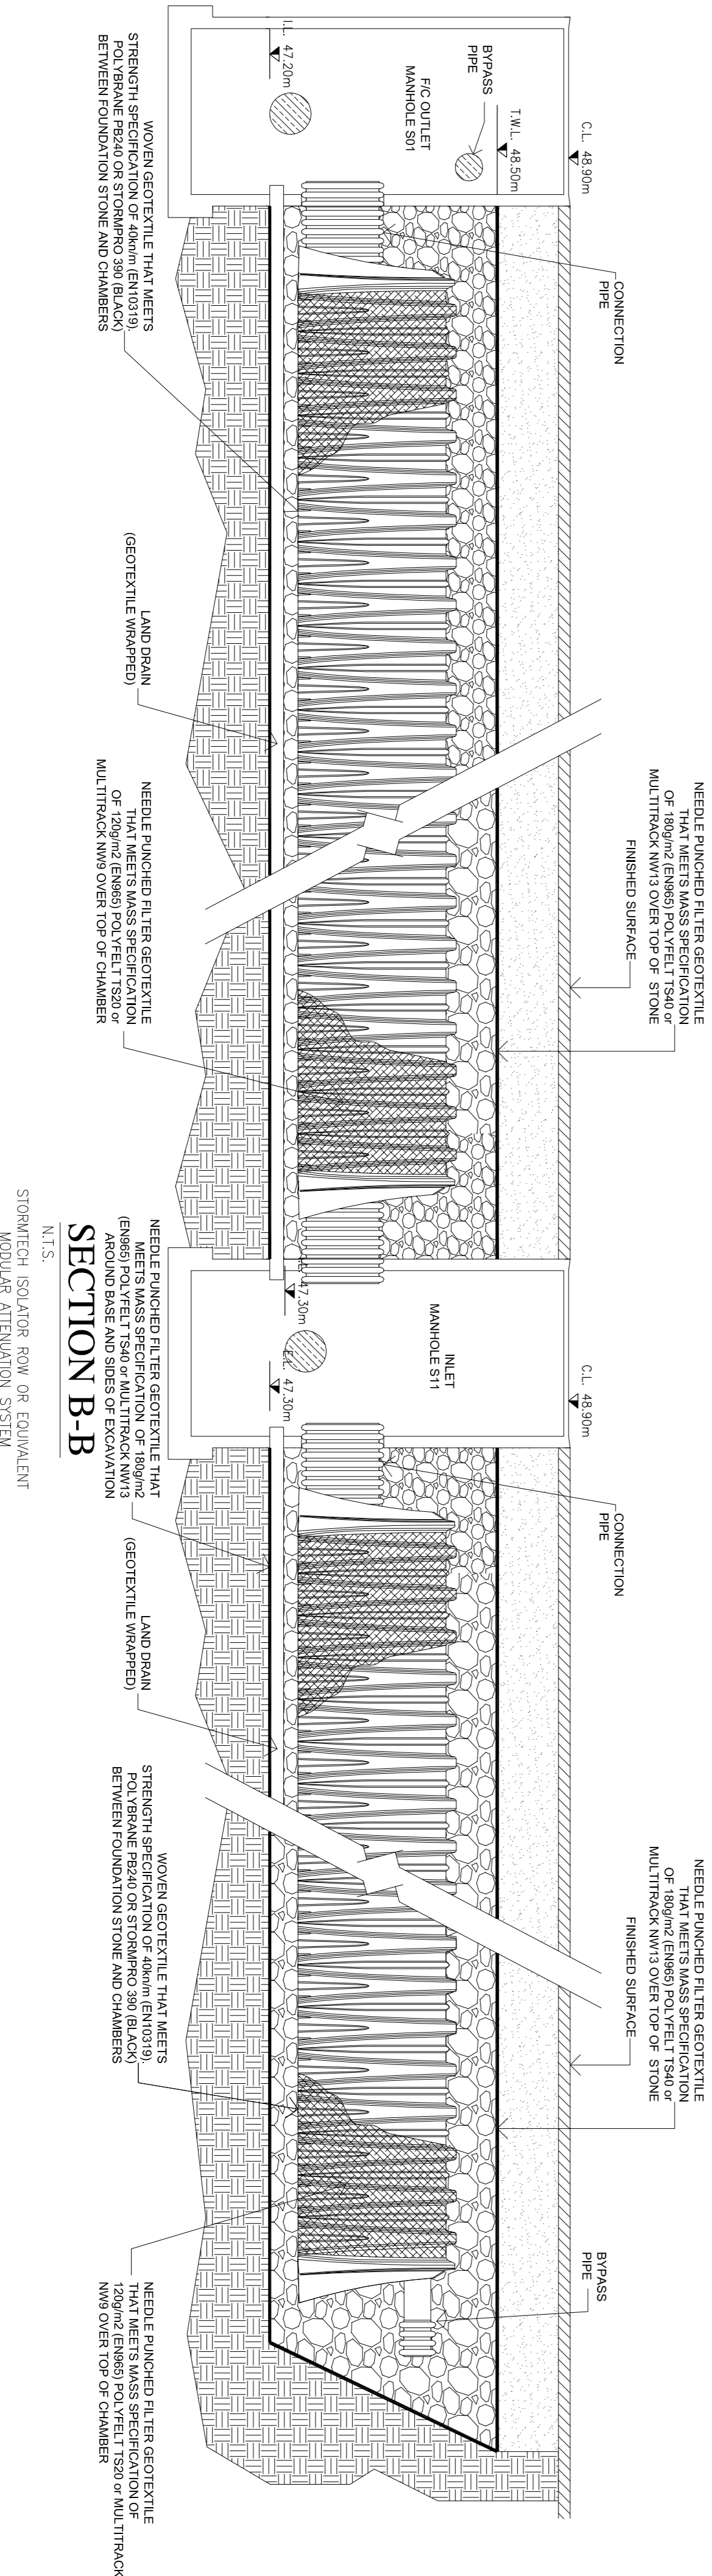 C.L. 48.90m
T.W.L. 48.50m
BYPASS
PIPE
F/C OUTLET
MANHOLE S01
I.L. 47.20m
CONNECTION
PIPE
WOVEN GEOTEXTILE THAT MEETS
STRENGTH SPECIFICATION OF 40kn/m (EN10319).
POLYBRANE PB240 OR STORMPRO 390 (BLACK)
BETWEEN FOUNDATION STONE AND CHAMBERS
LAND DRAIN
(GEOTEXTILE WRAPPED)
NEEDLE PUNCHED FILTER GEOTEXTILE
THAT MEETS MASS SPECIFICATION
OF 180g/m2 (EN965) POLYFELT TS40 or
MULTITRACK NW13 OVER TOP OF STONE
FINISHED SURFACE
NEEDLE PUNCHED FILTER GEOTEXTILE
THAT MEETS MASS SPECIFICATION
OF 120g/m2 (EN965) POLYFELT TS20 or
MULTITRACK NW9 OVER TOP OF CHAMBER
C.L. 48.90m
INLET
MANHOLE S11
47.30m
47.30m
CONNECTION
PIPE
NEEDLE PUNCHED FILTER GEOTEXTILE THAT
MEETS MASS SPECIFICATION OF 180g/m2
(EN965) POLYFELT TS40 or MULTITRACK NW13
AROUND BASE AND SIDES OF EXCAVATION
LAND DRAIN
(GEOTEXTILE WRAPPED)
NEEDLE PUNCHED FILTER GEOTEXTILE
THAT MEETS MASS SPECIFICATION
OF 180g/m2 (EN965) POLYFELT TS40 or
MULTITRACK NW13 OVER TOP OF STONE
FINISHED SURFACE
WOVEN GEOTEXTILE THAT MEETS
STRENGTH SPECIFICATION OF 40kn/m (EN10319).
POLYBRANE PB240 OR STORMPRO 390 (BLACK)
BETWEEN FOUNDATION STONE AND CHAMBERS
BYPASS
PIPE
NEEDLE PUNCHED FILTER GEOTEXTILE
THAT MEETS MASS SPECIFICATION OF
120g/m2 (EN965) POLYFELT TS20 or MULTITRACK
NW9 OVER TOP OF CHAMBER
SECTION B-B
N.T.S.
STORMTECH ISOLATOR ROW OR EQUIVALENT
MODULAR ATTENUATION SYSTEM